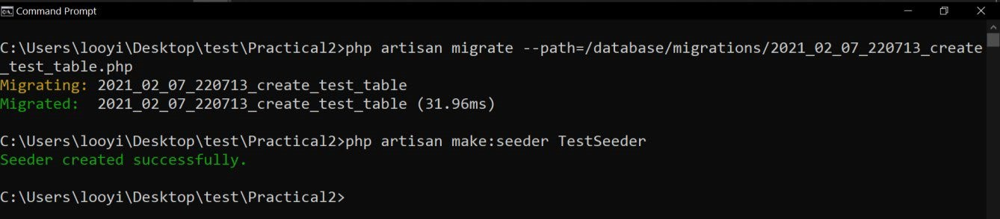 Command Prompt
C:\Users\looyi\Desktop\test\Practical2>php artisan migrate --path=/database/migrations/2021_02_07_220713_create
_test_table.php
Migrating: 2021_02_07_220713_create_test_table
Migrated:  2021_02_07_220713_create_test_table (31.96ms)
C:\Users\looyi\Desktop\test\Practical2>php artisan make:seeder TestSeeder
Seeder created successfully.
C:\Users\looyi\Desktop\test\Practical2>